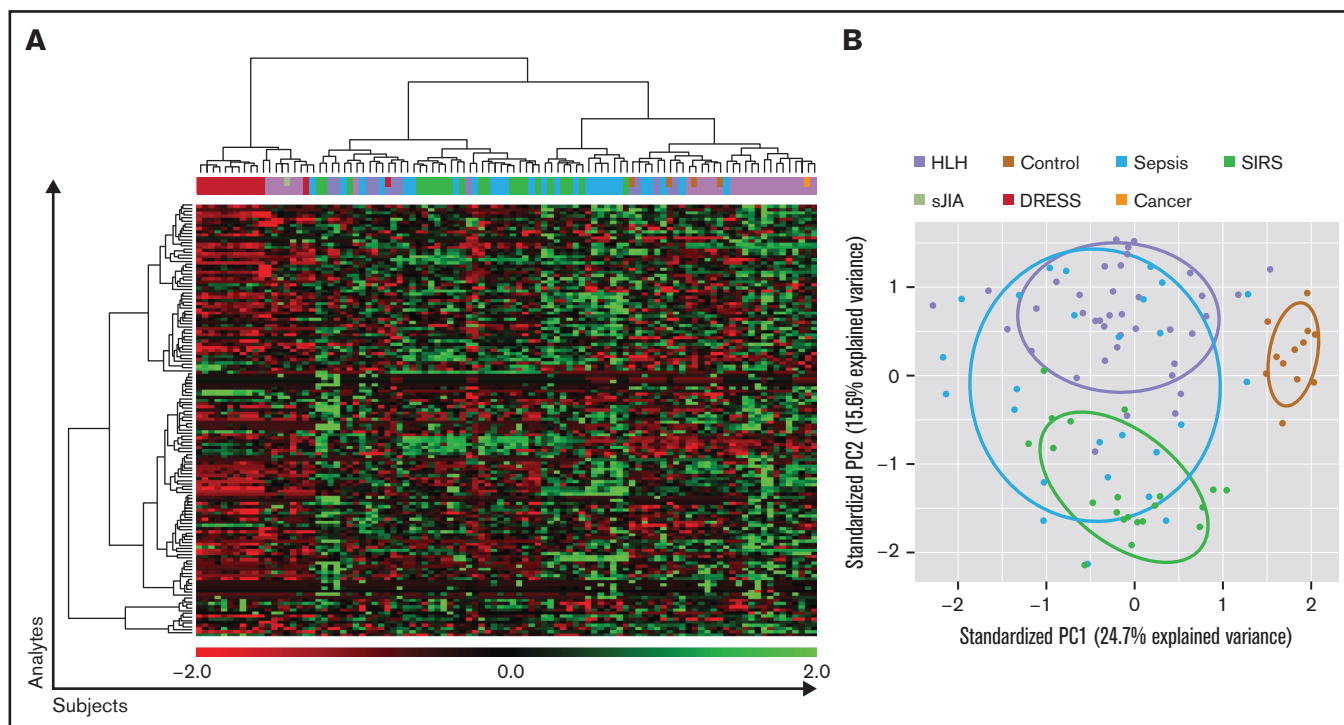 A
Analytes
−2.0 0.0 2.0
Subjects
B
HLH Control Sepsis SIRS
sJIA DRESS Cancer
Standardized PC2 (15.6% explained variance)
1
0
−1
−2
−2 −1 0 1 2
Standardized PC1 (24.7% explained variance)